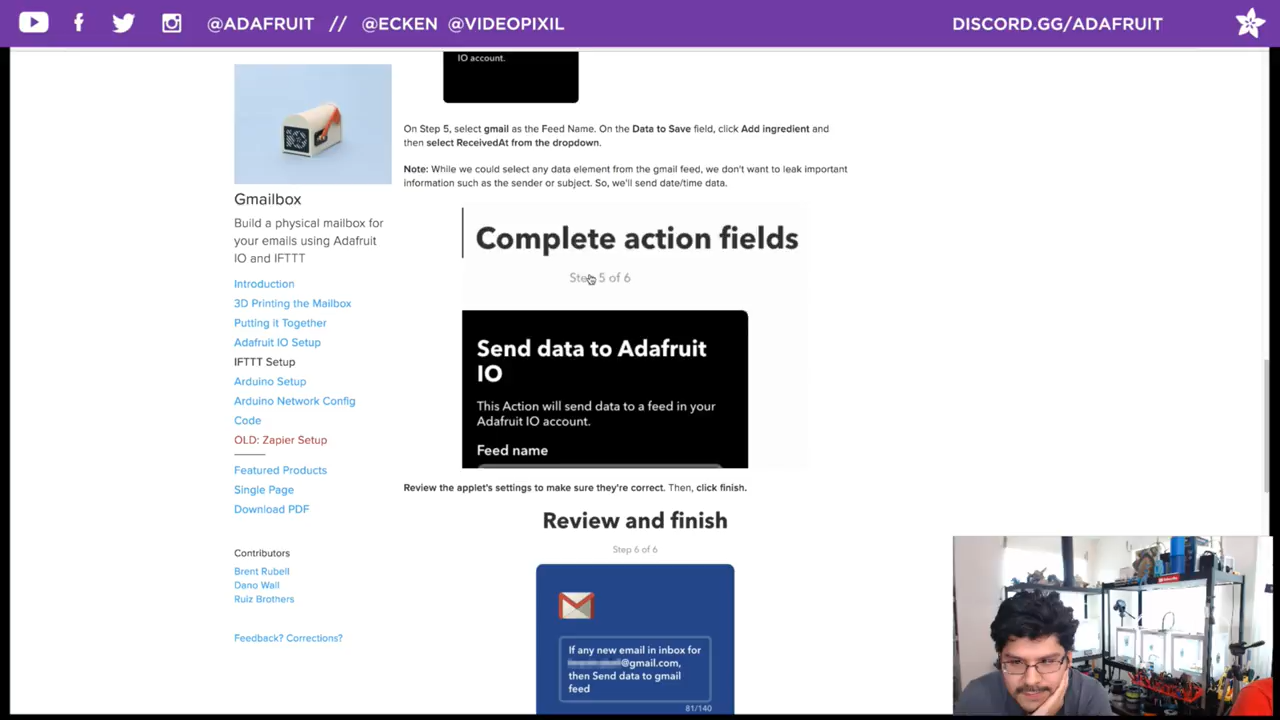 @ADAFRUIT // @ECKEN @VIDEOPIXIL
DISCORD.GG/ADAFRUIT
IO account.
On Step 5, select gmail as the Feed Name. On the Data to Save field, click Add ingredient and
then select ReceivedAt from the dropdown.
Note: While we could select any data element from the gmail feed, we don't want to leak important
information such as the sender or subject. So, we'll send date/time data.
Gmailbox
Build a physical mailbox for
your emails using Adafruit
IO and IFTTT
Introduction
3D Printing the Mailbox
Putting it Together
Adafruit IO Setup
IFTTT Setup
Arduino Setup
Arduino Network Config
Code
OLD: Zapier Setup
Featured Products
Single Page
Download PDF
Contributors
Brent Rubell
Dano Wall
Ruiz Brothers
Feedback? Corrections?
Complete action fields
Step 5 of 6
Send data to Adafruit
IO
This Action will send data to a feed in your
Adafruit IO account.
Feed name
Review the applet's settings to make sure they're correct. Then, click finish.
Review and finish
Step 6 of 6
If any new email in inbox for
@gmail.com,
then Send data to gmail
feed
81/140